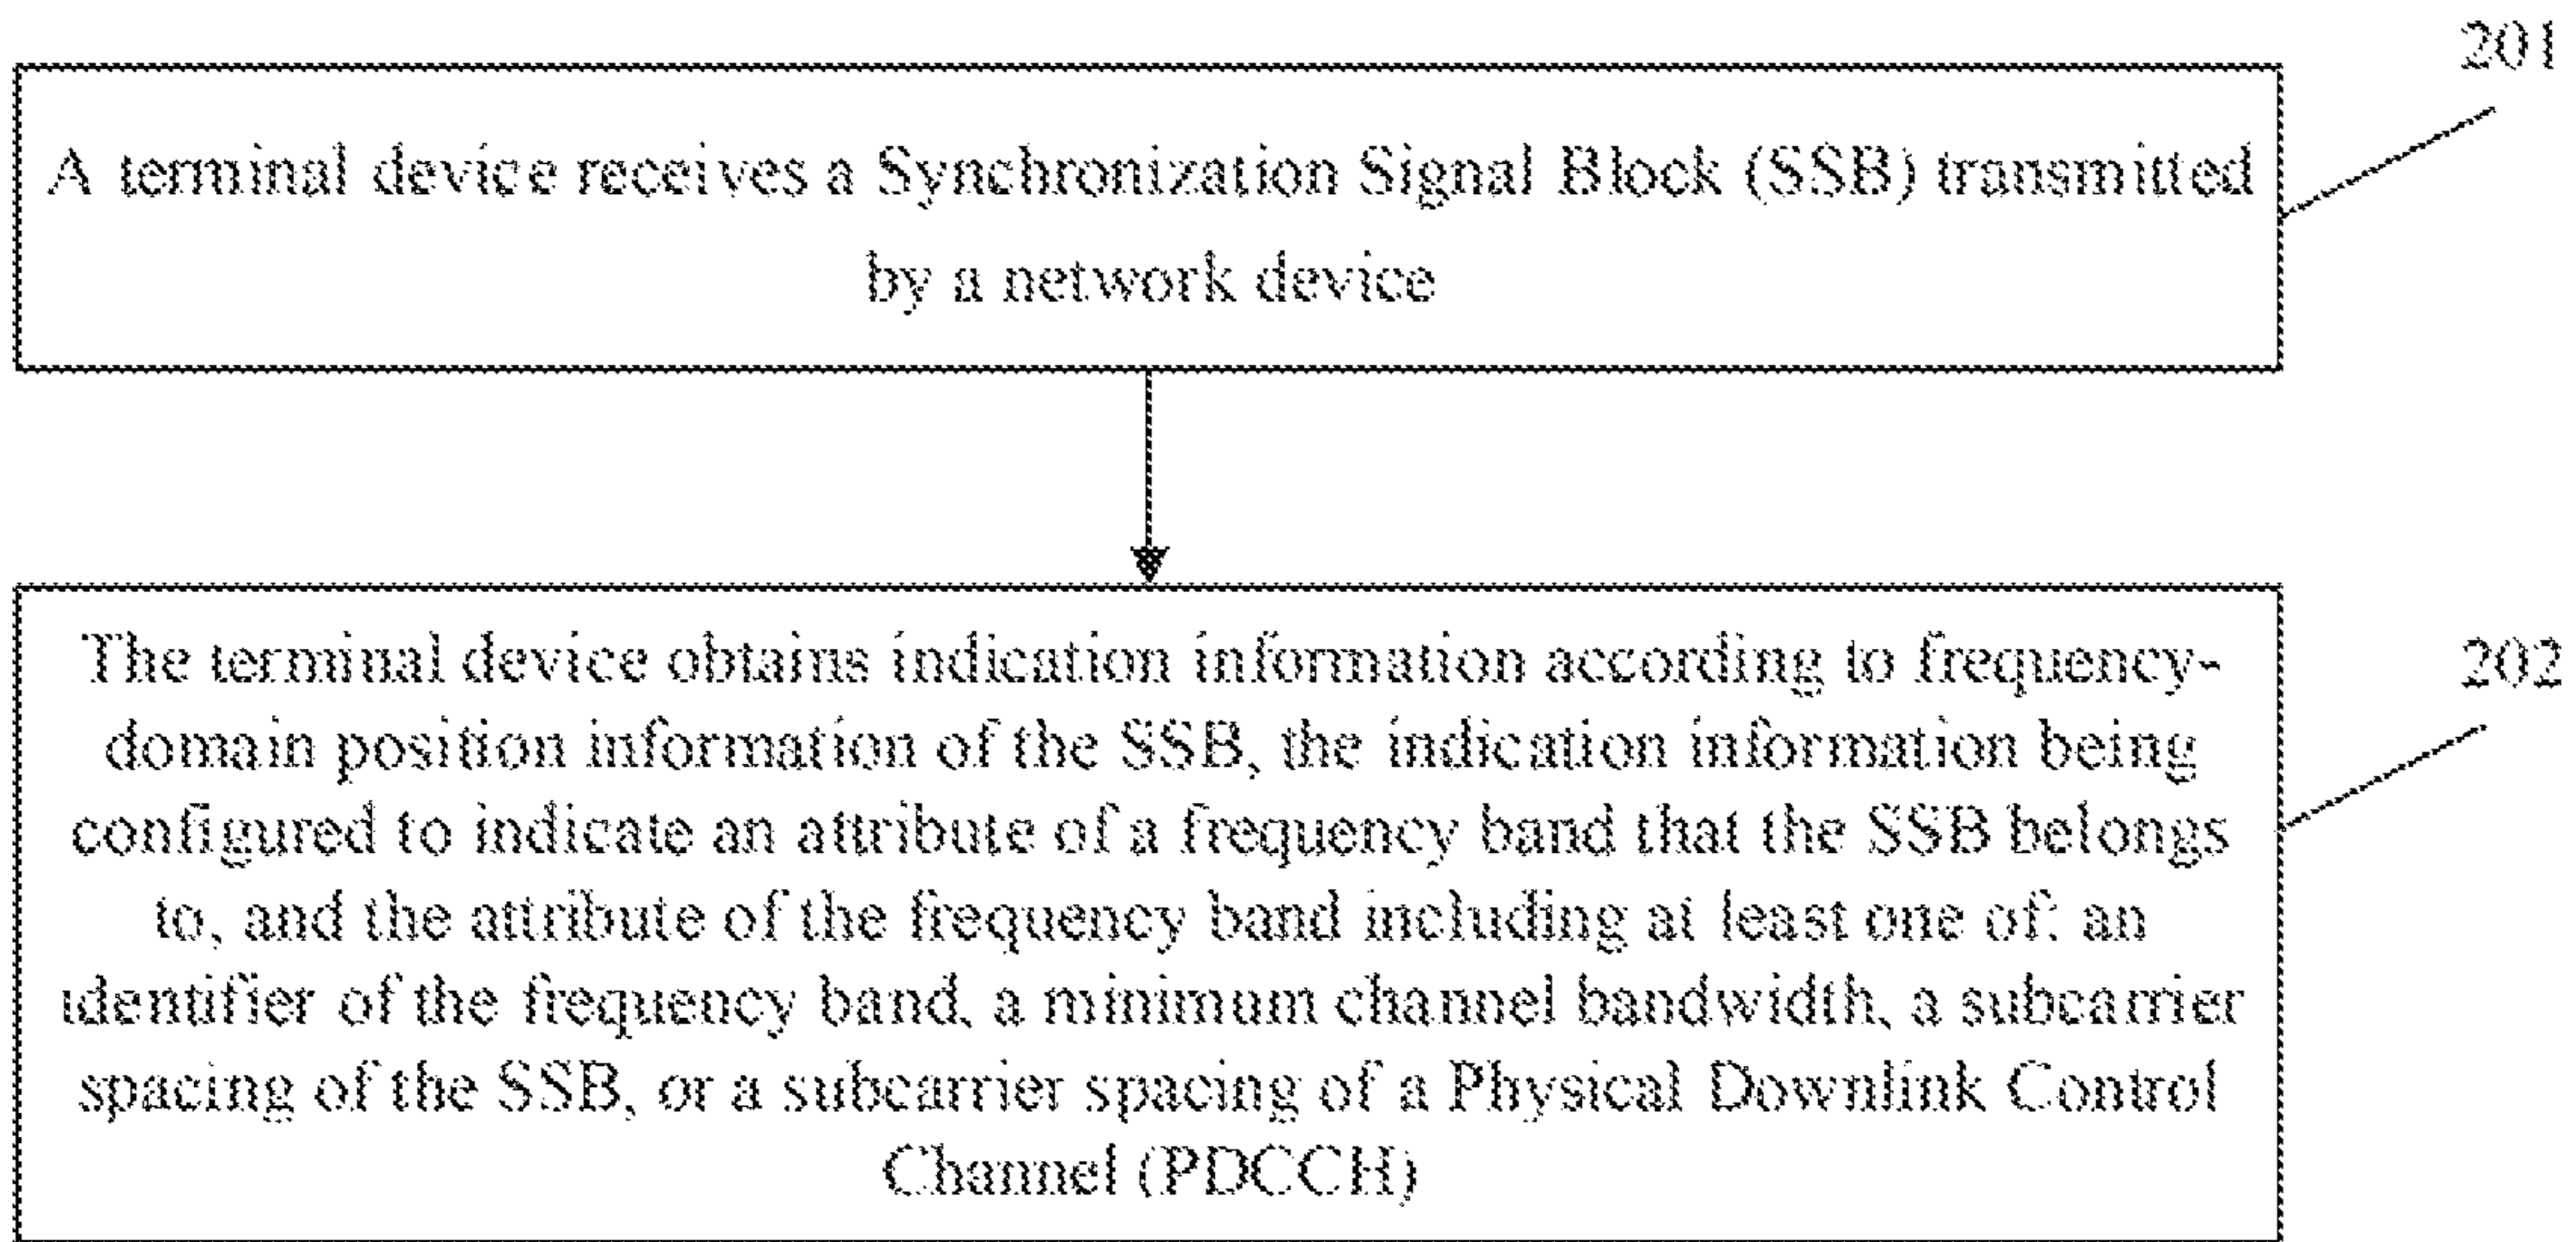 201
A terminal device receives a Synchronization Signal Block (SSB) transmitted
by a network device
The terminal device obtains indication information according to frequency-
202
domain position information of the SSB, the indication information being
configured to indicate an attribute of a frequency band that the SSB belongs
to, and the attribute of the frequency band including at least one of: an
identifier of the frequency band, a minimum channel bandwidth, a subcarrier
spacing of the SSB, or a subcarrier spacing of a Physical Downlink Control
Channel (PDCCH)